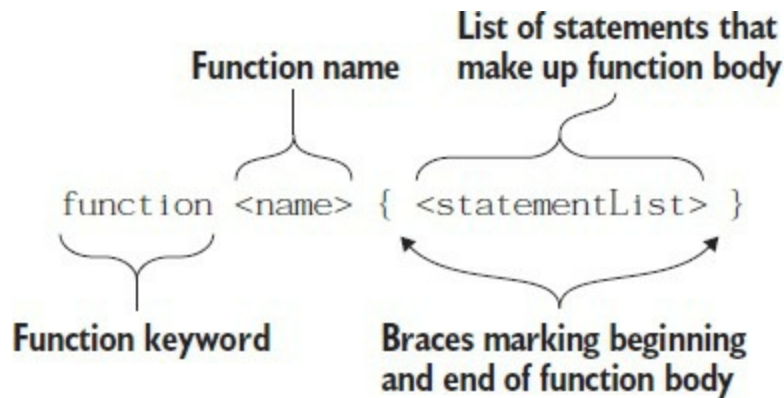 List of statements that
Function name make up function body
function <name> { <statementList> }
Function keyword Braces marking beginning
and end of function body